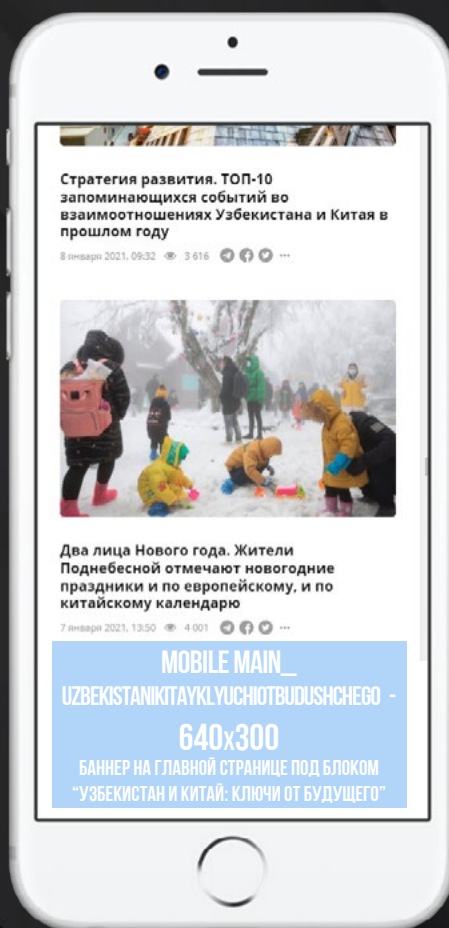 Стратегия развития. ТОП-10
запоминающихся событий во
взаимоотношениях Узбекистана и Китая в
прошлом году
8 января 2021, 09:32 3 616
Два лица Нового года. Жители
Поднебесной отмечают новогодние
праздники и по европейскому, и по
китайскому календарю
7 января 2021, 13:50 4 001
MOBILE MAIN_
UZBEKISTANIKITAYKLYUCHIOTBUDUSHCHEGO -
640x300
БАННЕР НА ГЛАВНОЙ СТРАНИЦЕ ПОД БЛОКОМ
“УЗБЕКИСТАН И КИТАЙ: КЛЮЧИ ОТ БУДУЩЕГО”